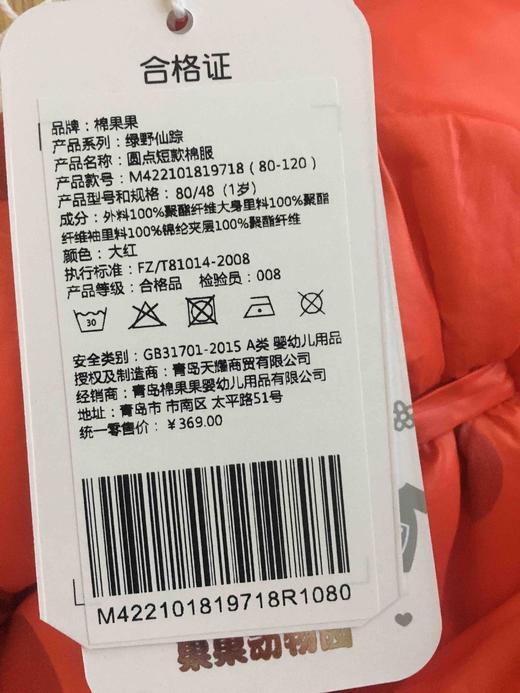 合格证
品牌：棉果果
产品系列：绿野仙踪
产品名称：圆点短款棉服
产品款号：M422101819718（80-120）
产品型号和规格：80/48（1岁）
成分：外料100%聚酯纤维大身里料100%聚酯
纤维袖里料100%锦纶夹层100%聚酯纤维
颜色：大红
执行标准：FZ/T81014-2008
产品等级：合格品 检验员：008
30
安全类别：GB31701-2015 A类 婴幼儿用品
授权及制造商：青岛天耀商贸有限公司
经销商：青岛棉果果婴幼儿用品有限公司
地址：青岛市 市南区 太平路51号
统一零售价：￥369.00
M422101819718R1080
果果动物园